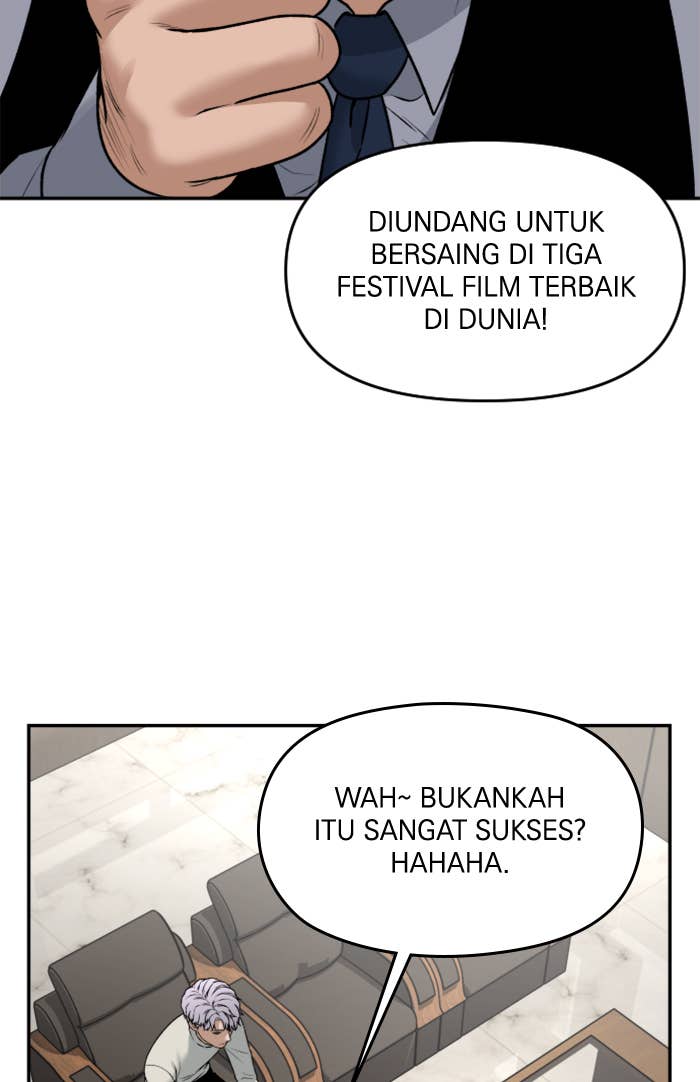 DIUNDANG UNTUK
BERSAING DI TIGA
FESTIVAL FILM TERBAIK
DI DUNIA!
WAH~ BUKANKAH
ITU SANGAT SUKSES?
HAHAHA.